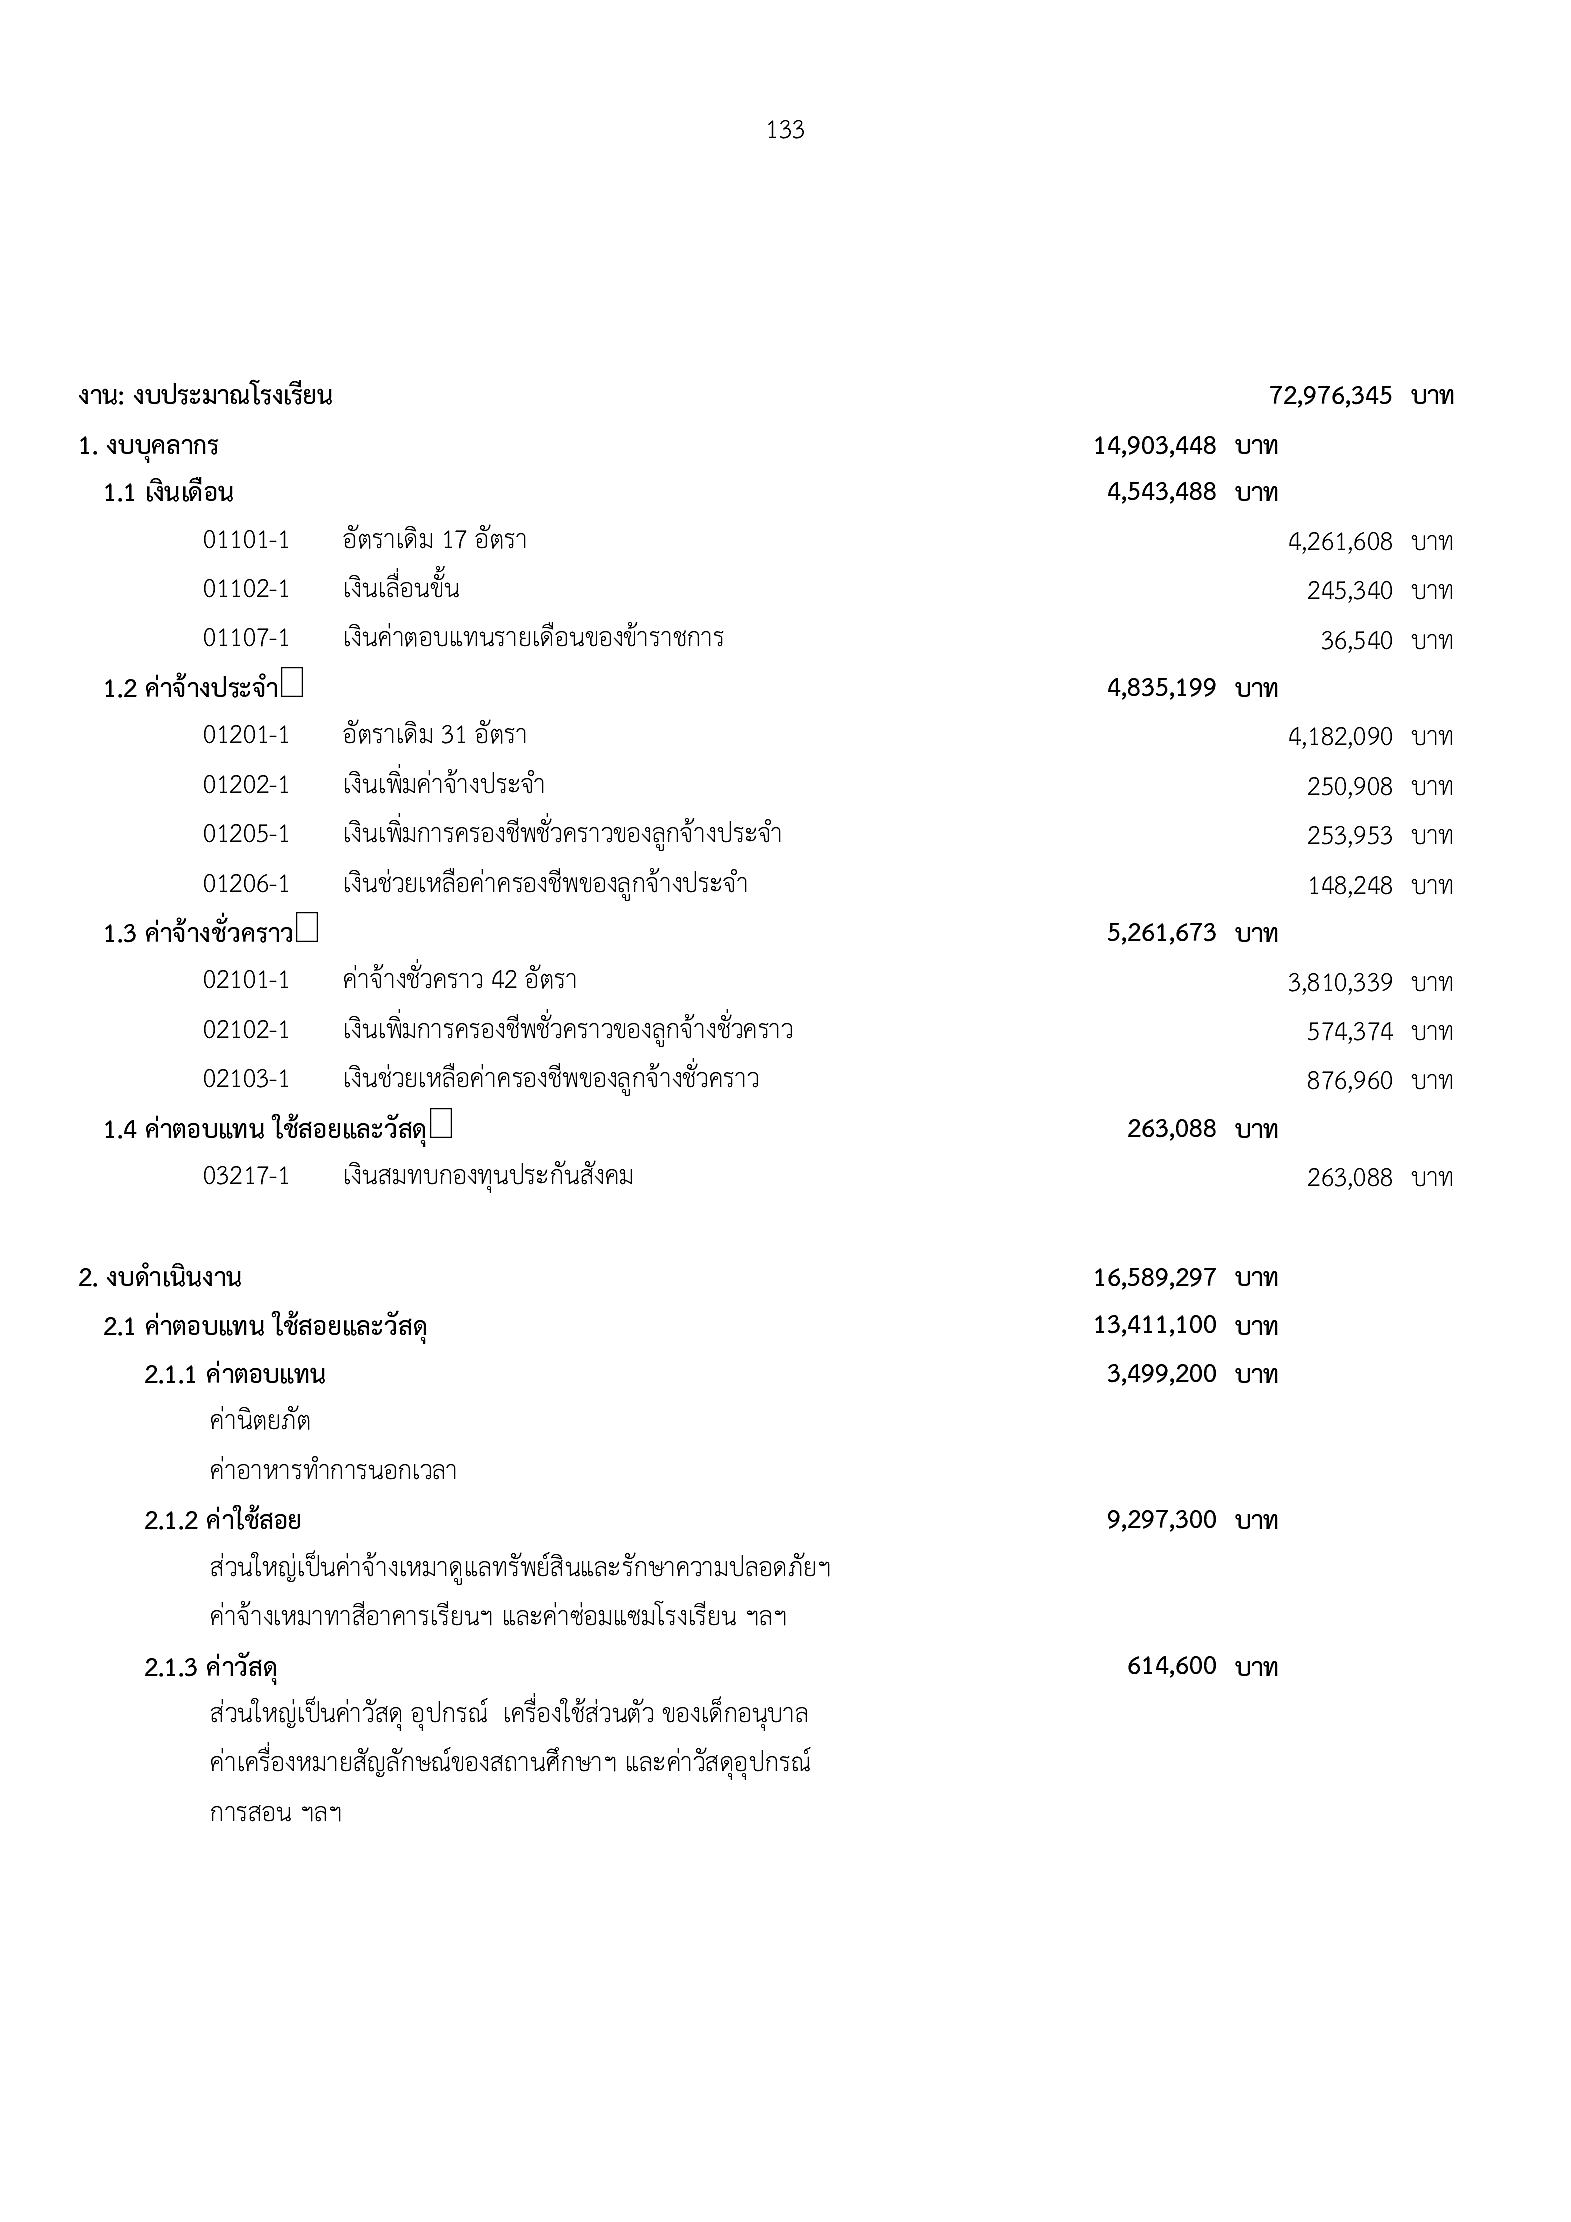 133
งาน: งบประมาณโรงเรียน 72,976,345 บาท
1. งบบุคลากร 14,903,448 บาท
1.1 เงินเดือน 4,543,488 บาท
01101-1 อัตราเดิม 17 อัตรา 4,261,608 บาท
01102-1 เงินเลื่อนขั้น 245,340 บาท
01107-1 เงินค่าตอบแทนรายเดือนของข้าราชการ 36,540 บาท
1.2 ค่าจ้างประจำ 4,835,199 บาท
01201-1 อัตราเดิม 31 อัตรา 4,182,090 บาท
01202-1 เงินเพิ่มค่าจ้างประจำ 250,908 บาท
01205-1 เงินเพิ่มการครองชีพชั่วคราวของลูกจ้างประจำ 253,953 บาท
01206-1 เงินช่วยเหลือค่าครองชีพของลูกจ้างประจำ 148,248 บาท
1.3 ค่าจ้างชั่วคราว 5,261,673 บาท
02101-1 ค่าจ้างชั่วคราว 42 อัตรา 3,810,339 บาท
02102-1 เงินเพิ่มการครองชีพชั่วคราวของลูกจ้างชั่วคราว 574,374 บาท
02103-1 เงินช่วยเหลือค่าครองชีพของลูกจ้างชั่วคราว 876,960 บาท
1.4 ค่าตอบแทน ใช้สอยและวัสดุ 263,088 บาท
03217-1 เงินสมทบกองทุนประกันสังคม 263,088 บาท
2. งบดำเนินงาน 16,589,297 บาท
2.1 ค่าตอบแทน ใช้สอยและวัสดุ 13,411,100 บาท
2.1.1 ค่าตอบแทน 3,499,200 บาท
ค่านิตยภัต
ค่าอาหารทำการนอกเวลา
2.1.2 ค่าใช้สอย 9,297,300 บาท
ส่วนใหญ่เป็นค่าจ้างเหมาดูแลทรัพย์สินและรักษาความปลอดภัยฯ
ค่าจ้างเหมาทาสีอาคารเรียนฯ และค่าซ่อมแซมโรงเรียน ฯลฯ
2.1.3 ค่าวัสดุ 614,600 บาท
ส่วนใหญ่เป็นค่าวัสดุ อุปกรณ์ เครื่องใช้ส่วนตัว ของเด็กอนุบาล
ค่าเครื่องหมายสัญลักษณ์ของสถานศึกษาฯ และค่าวัสดุอุปกรณ์
การสอน ฯลฯ